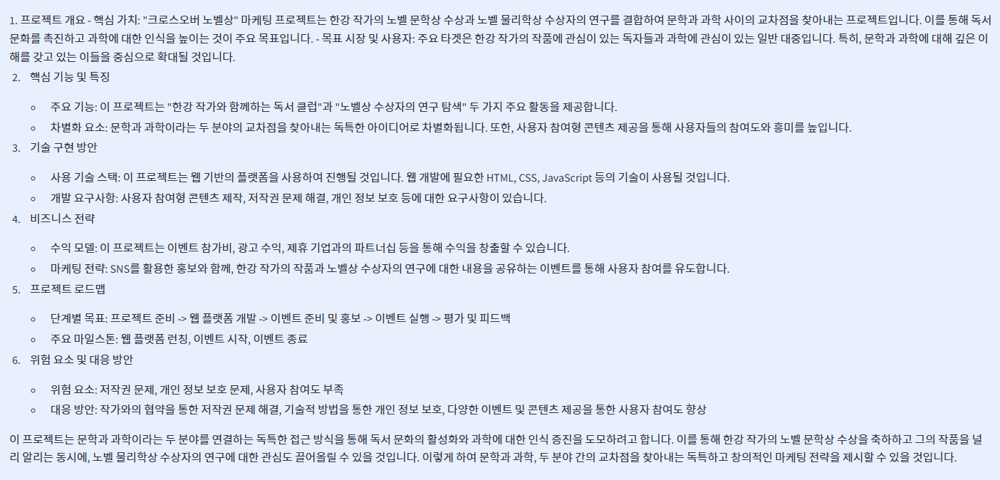 1. 프로젝트 개요 - 핵심 가치: "크로스오버 노벨상" 마케팅 프로젝트는 한강 작가의 노벨 문학상 수상과 노벨 물리학상 수상자의 연구를 결합하여 문학과 과학 사이의 교차점을 찾아내는 프로젝트입니다. 이를 통해 독서
문화를 촉진하고 과학에 대한 인식을 높이는 것이 주요 목표입니다. - 목표 시장 및 사용자: 주요 타겟은 한강 작가의 작품에 관심이 있는 독자들과 과학에 관심이 있는 일반 대중입니다. 특히, 문학과 과학에 대해 깊은 이
해를 갖고 있는 이들을 중심으로 확대될 것입니다.
2. 핵심 기능 및 특징
◦ 주요 기능: 이 프로젝트는 "한강 작가와 함께하는 독서 클럽"과 "노벨상 수상자의 연구 탐색" 두 가지 주요 활동을 제공합니다.
◦ 차별화 요소: 문학과 과학이라는 두 분야의 교차점을 찾아내는 독특한 아이디어로 차별화됩니다. 또한, 사용자 참여형 콘텐츠 제공을 통해 사용자들의 참여도와 흥미를 높입니다.
3. 기술 구현 방안
◦ 사용 기술 스택: 이 프로젝트는 웹 기반의 플랫폼을 사용하여 진행될 것입니다. 웹 개발에 필요한 HTML, CSS, JavaScript 등의 기술이 사용될 것입니다.
◦ 개발 요구사항: 사용자 참여형 콘텐츠 제작, 저작권 문제 해결, 개인 정보 보호 등에 대한 요구사항이 있습니다.
4. 비즈니스 전략
◦ 수익 모델: 이 프로젝트는 이벤트 참가비, 광고 수익, 제휴 기업과의 파트너십 등을 통해 수익을 창출할 수 있습니다.
◦ 마케팅 전략: SNS를 활용한 홍보와 함께, 한강 작가의 작품과 노벨상 수상자의 연구에 대한 내용을 공유하는 이벤트를 통해 사용자 참여를 유도합니다.
5. 프로젝트 로드맵
◦ 단계별 목표: 프로젝트 준비 -> 웹 플랫폼 개발 -> 이벤트 준비 및 홍보 -> 이벤트 실행 -> 평가 및 피드백
◦ 주요 마일스톤: 웹 플랫폼 런칭, 이벤트 시작, 이벤트 종료
6. 위험 요소 및 대응 방안
◦ 위험 요소: 저작권 문제, 개인 정보 보호 문제, 사용자 참여도 부족
◦ 대응 방안: 작가와의 협약을 통한 저작권 문제 해결, 기술적 방법을 통한 개인 정보 보호, 다양한 이벤트 및 콘텐츠 제공을 통한 사용자 참여도 향상
이 프로젝트는 문학과 과학이라는 두 분야를 연결하는 독특한 접근 방식을 통해 독서 문화의 활성화와 과학에 대한 인식 증진을 도모하려고 합니다. 이를 통해 한강 작가의 노벨 문학상 수상을 축하하고 그의 작품을 널
리 알리는 동시에, 노벨 물리학상 수상자의 연구에 대한 관심도 끌어올릴 수 있을 것입니다. 이렇게 하여 문학과 과학, 두 분야 간의 교차점을 찾아내는 독특하고 창의적인 마케팅 전략을 제시할 수 있을 것입니다.